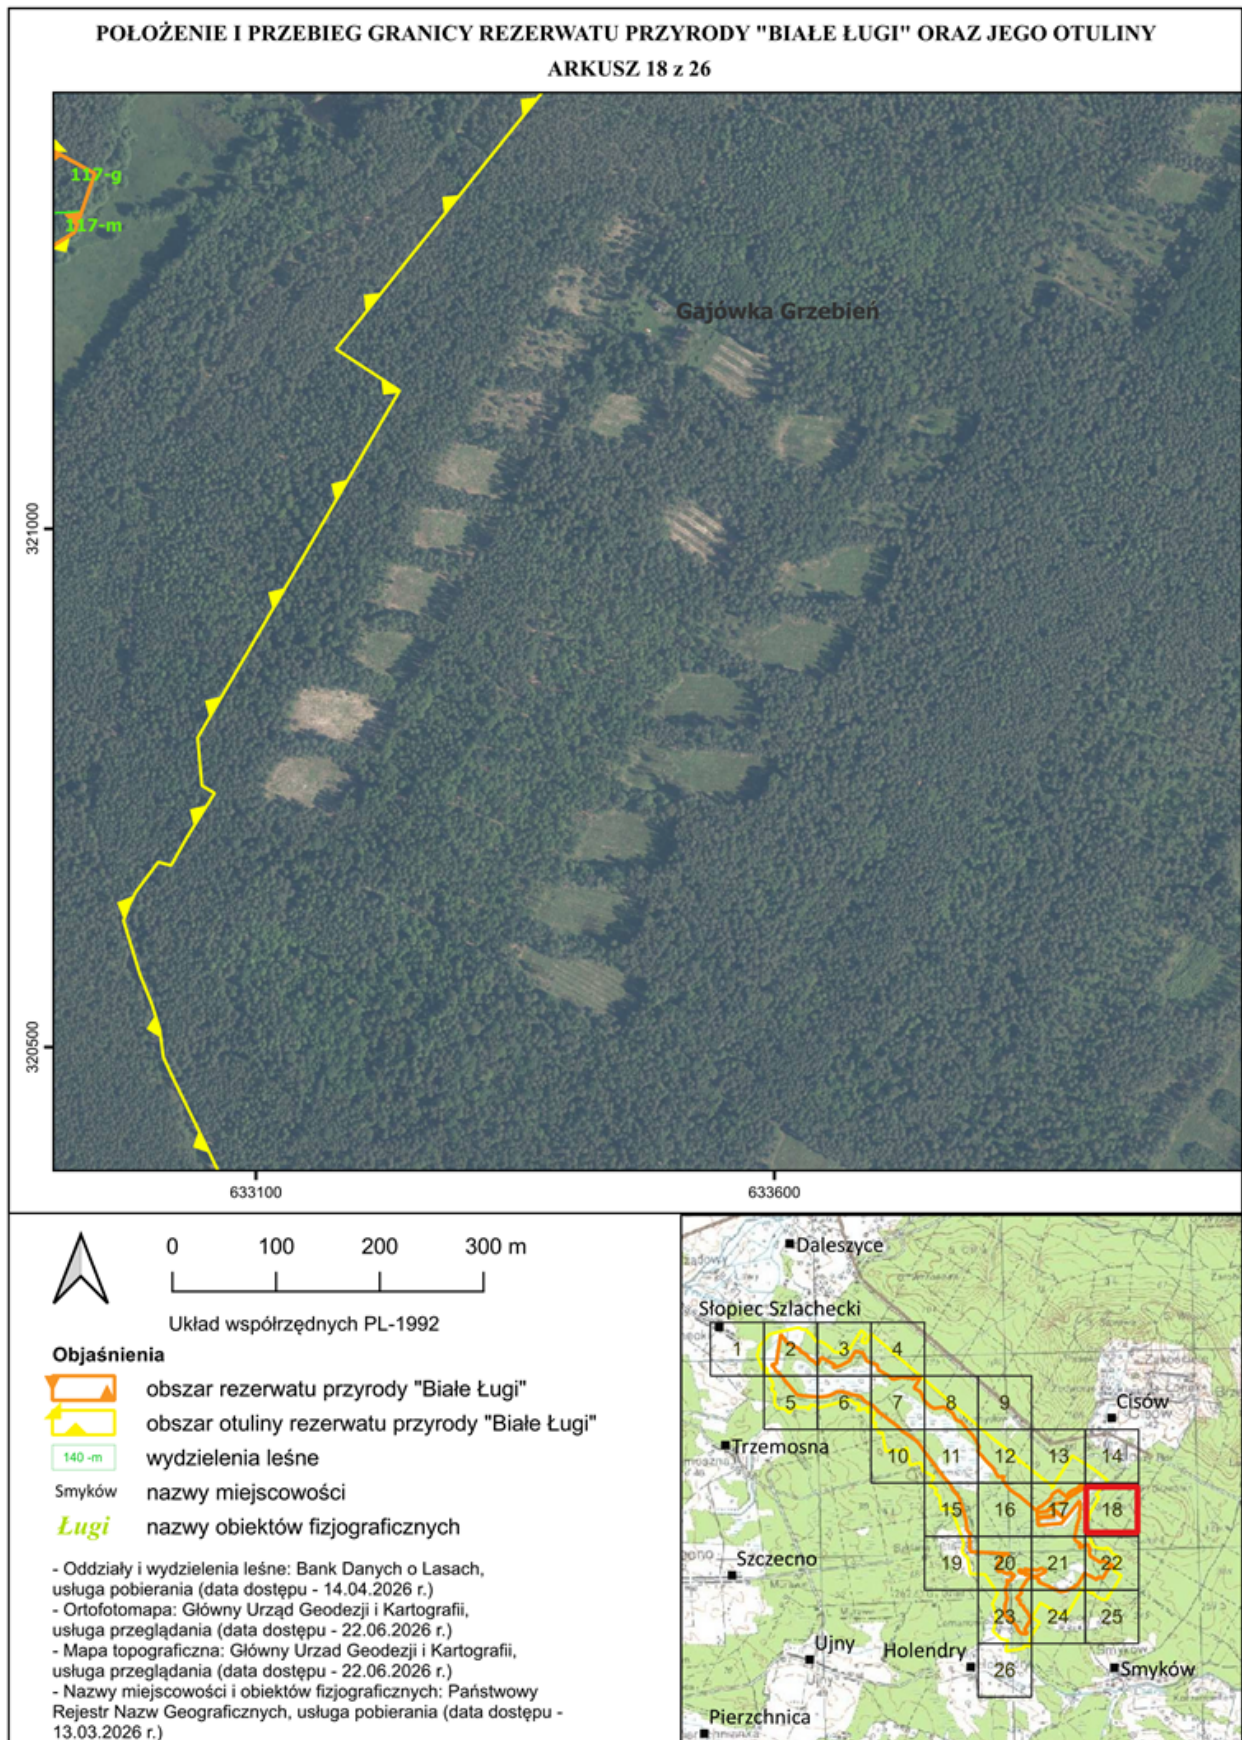 POŁOŻENIE I PRZEBIEG GRANICY REZERWATU PRZYRODY "BIAŁE ŁUGI" ORAZ JEGO OTULINY
ARKUSZ 18 z 26
117-g
117-m
Gajówka Grzebień
321000
320500
633100
633600
0 100 200 300 m
Układ współrzędnych PL-1992
Objaśnienia
obszar rezerwatu przyrody "Białe Ługi"
obszar otuliny rezerwatu przyrody "Białe Ługi"
140 -m wydzielenia leśne
Smyków nazwy miejscowości
Ługi nazwy obiektów fizjograficznych
- Oddziały i wydzielenia leśne: Bank Danych o Lasach,
usługa pobierania (data dostępu - 14.04.2026 r.)
- Ortofotomapa: Główny Urząd Geodezji i Kartografii,
usługa przeglądania (data dostępu - 22.06.2026 r.)
- Mapa topograficzna: Główny Urzad Geodezji i Kartografii,
usługa przeglądania (data dostępu - 22.06.2026 r.)
- Nazwy miejscowości i obiektów fizjograficznych: Państwowy
Rejestr Nazw Geograficznych, usługa pobierania (data dostępu -
13.03.2026 r.)
Daleszyce
Słopiec Szlachecki
1 2 3 4
5 6 7 8 9
Cisów
Trzemosna
10 11 12 13 14
15 16 17 18
Szczecno
19 20 21 22
23 24 25
Ujny
Holendry
26
Smyków
Pierzchnica